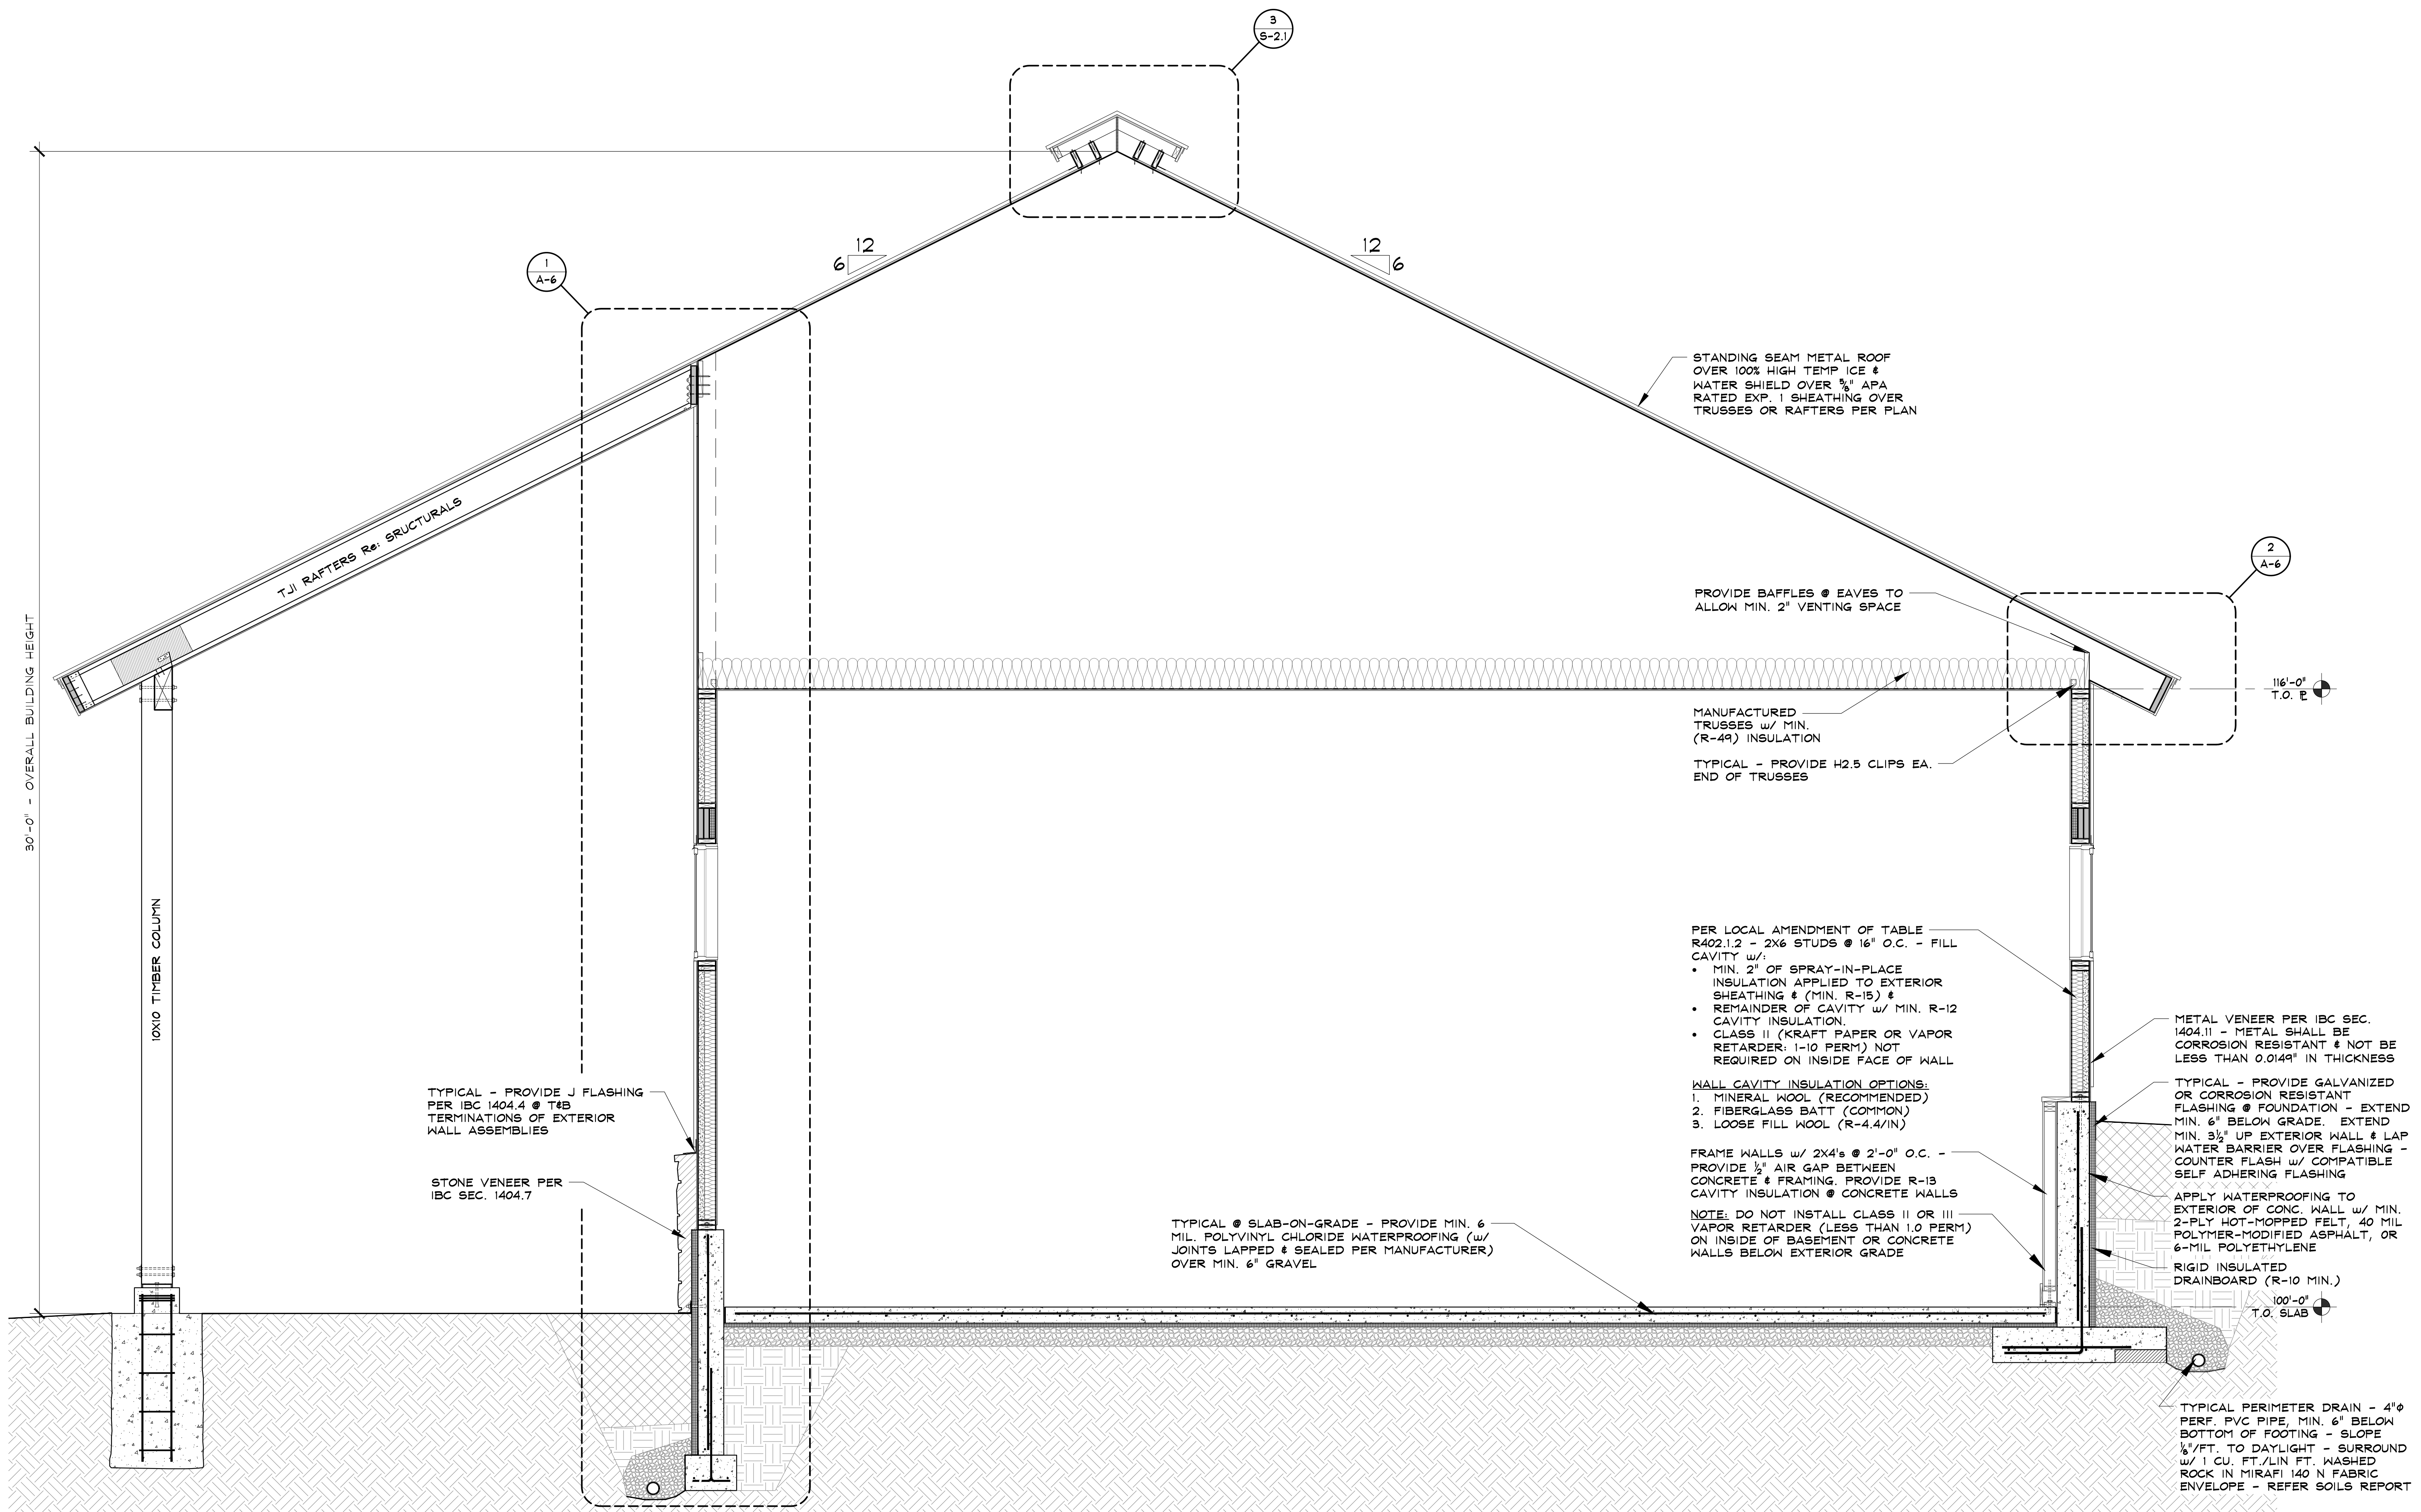 3
S-2.1
12
6
12
6
1
A-6
STANDING SEAM METAL ROOF
OVER 100% HIGH TEMP ICE &
WATER SHIELD OVER ⅝" APA
RATED EXP. 1 SHEATHING OVER
TRUSSES OR RAFTERS PER PLAN
TJI RAFTERS Re: SRUCTURALS
2
A-6
PROVIDE BAFFLES @ EAVES TO
ALLOW MIN. 2" VENTING SPACE
30'-0" - OVERALL BUILDING HEIGHT
116'-0"
T.O. PL
MANUFACTURED
TRUSSES w/ MIN.
(R-49) INSULATION
TYPICAL - PROVIDE H2.5 CLIPS EA.
END OF TRUSSES
10X10 TIMBER COLUMN
PER LOCAL AMENDMENT OF TABLE
R402.1.2 - 2X6 STUDS @ 16" O.C. - FILL
CAVITY w/:
• MIN. 2" OF SPRAY-IN-PLACE
INSULATION APPLIED TO EXTERIOR
SHEATHING & (MIN. R-15) &
• REMAINDER OF CAVITY w/ MIN. R-12
CAVITY INSULATION.
• CLASS II (KRAFT PAPER OR VAPOR
RETARDER: 1-10 PERM) NOT
REQUIRED ON INSIDE FACE OF WALL
WALL CAVITY INSULATION OPTIONS:
1. MINERAL WOOL (RECOMMENDED)
2. FIBERGLASS BATT (COMMON)
3. LOOSE FILL WOOL (R-4.4/IN)
FRAME WALLS w/ 2X4's @ 2'-0" O.C. -
PROVIDE ½" AIR GAP BETWEEN
CONCRETE & FRAMING. PROVIDE R-13
CAVITY INSULATION @ CONCRETE WALLS
NOTE: DO NOT INSTALL CLASS II OR III
VAPOR RETARDER (LESS THAN 1.0 PERM)
ON INSIDE OF BASEMENT OR CONCRETE
WALLS BELOW EXTERIOR GRADE
METAL VENEER PER IBC SEC.
1404.11 - METAL SHALL BE
CORROSION RESISTANT & NOT BE
LESS THAN 0.0149" IN THICKNESS
TYPICAL - PROVIDE GALVANIZED
OR CORROSION RESISTANT
FLASHING @ FOUNDATION - EXTEND
MIN. 6" BELOW GRADE. EXTEND
MIN. 3½" UP EXTERIOR WALL & LAP
WATER BARRIER OVER FLASHING -
COUNTER FLASH w/ COMPATIBLE
SELF ADHERING FLASHING
APPLY WATERPROOFING TO
EXTERIOR OF CONC. WALL w/ MIN.
2-PLY HOT-MOPPED FELT, 40 MIL
POLYMER-MODIFIED ASPHALT, OR
6-MIL POLYETHYLENE
RIGID INSULATED
DRAINBOARD (R-10 MIN.)
100'-0"
T.O. SLAB
TYPICAL - PROVIDE J FLASHING
PER IBC 1404.4 @ T&B
TERMINATIONS OF EXTERIOR
WALL ASSEMBLIES
STONE VENEER PER
IBC SEC. 1404.7
TYPICAL @ SLAB-ON-GRADE - PROVIDE MIN. 6
MIL. POLYVINYL CHLORIDE WATERPROOFING (w/
JOINTS LAPPED & SEALED PER MANUFACTURER)
OVER MIN. 6" GRAVEL
TYPICAL PERIMETER DRAIN - 4"φ
PERF. PVC PIPE, MIN. 6" BELOW
BOTTOM OF FOOTING - SLOPE
⅛"/FT. TO DAYLIGHT - SURROUND
w/ 1 CU. FT./LIN FT. WASHED
ROCK IN MIRAFI 140 N FABRIC
ENVELOPE - REFER SOILS REPORT